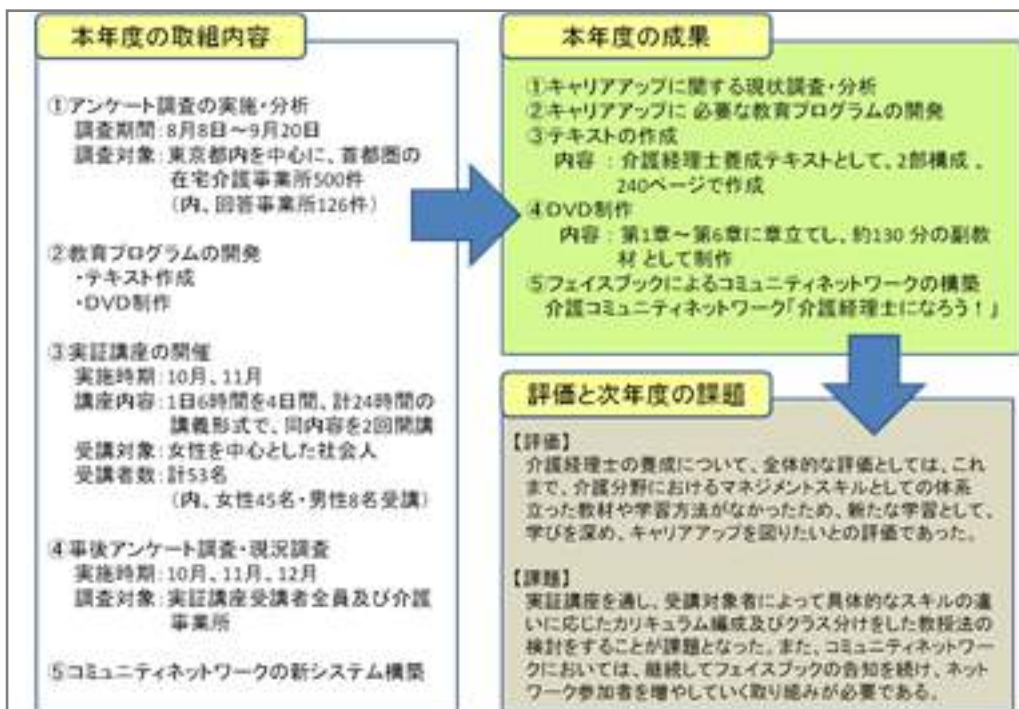 本年度の取組内容
①アンケート調査の実施・分析
調査期間：8月8日～9月20日
調査対象：東京都内を中心に、首都圏の
在宅介護事業所500件
（内、回答事業所126件）
②教育プログラムの開発
・テキスト作成
・DVD制作
③実証講座の開催
実施時期：10月、11月
講座内容：1日6時間を4日間、計24時間の
講義形式で、同内容を2回開講
受講対象：女性を中心とした社会人
受講者数：計53名
（内、女性45名・男性8名受講）
④事後アンケート調査・現況調査
実施時期：10月、11月、12月
調査対象：実証講座受講者全員及び介護
事業所
⑤コミュニティネットワークの新システム構築
本年度の成果
①キャリアアップに関する現状調査・分析
②キャリアアップに 必要な教育プログラムの開発
③テキストの作成
内容 ： 介護経理士養成テキストとして、2部構成 、
240ページで作成
④DVD制作
内容 ： 第1章～第6章に章立てし、約130 分の副教
材 として制作
⑤フェイスブックによるコミュニティネットワークの構築
介護コミュニティネットワーク「介護経理士になろう！」
評価と次年度の課題
【評価】
介護経理士の養成について、全体的な評価としては、これ
まで、介護分野におけるマネジメントスキルとしての体系
立った教材や学習方法がなかったため、新たな学習として、
学びを深め、キャリアアップを図りたいとの評価であった。
【課題】
実証講座を通し、受講対象者によって具体的なスキルの違
いに応じたカリキュラム編成及びクラス分けをした教授法の
検討をすることが課題となった。また、コミュニティネットワー
クにおいては、継続してフェイスブックの告知を続け、ネット
ワーク参加者を増やしていく取り組みが必要である。